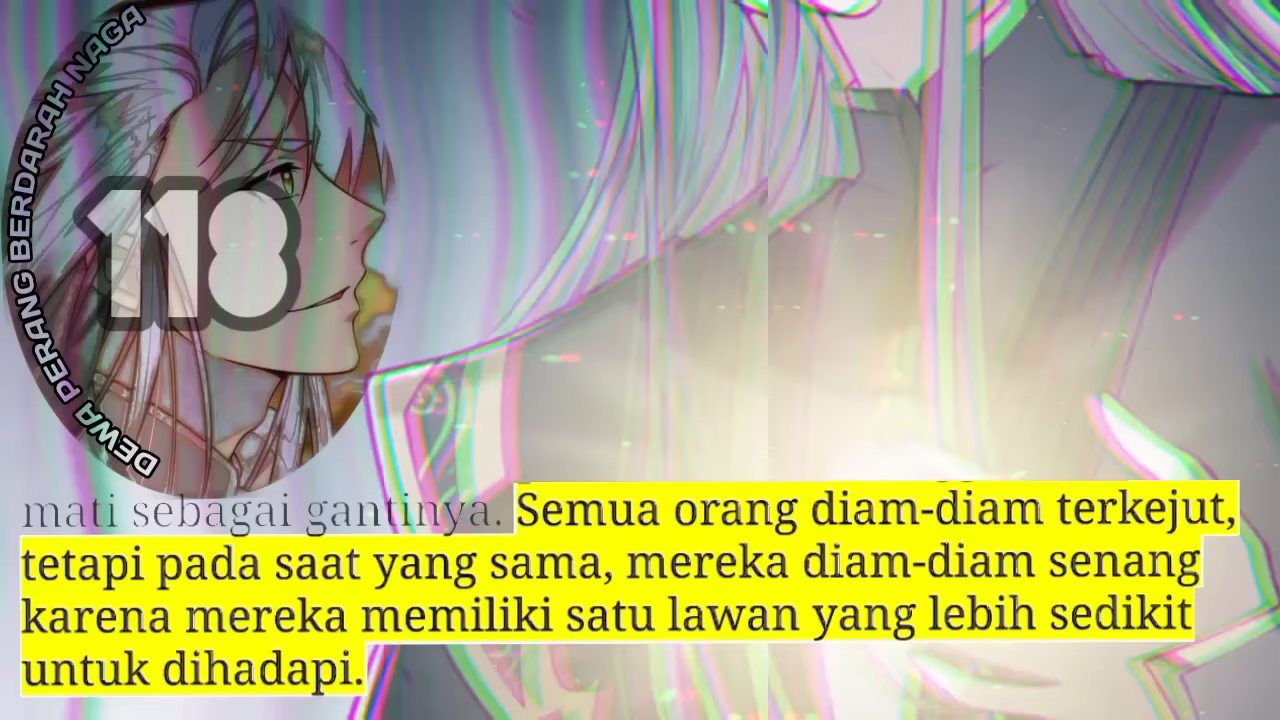 DEWA PERANG BERDARAH NAGA
118
mati sebagai gantinya. Semua orang diam-diam terkejut,
tetapi pada saat yang sama, mereka diam-diam senang
karena mereka memiliki satu lawan yang lebih sedikit
untuk dihadapi.